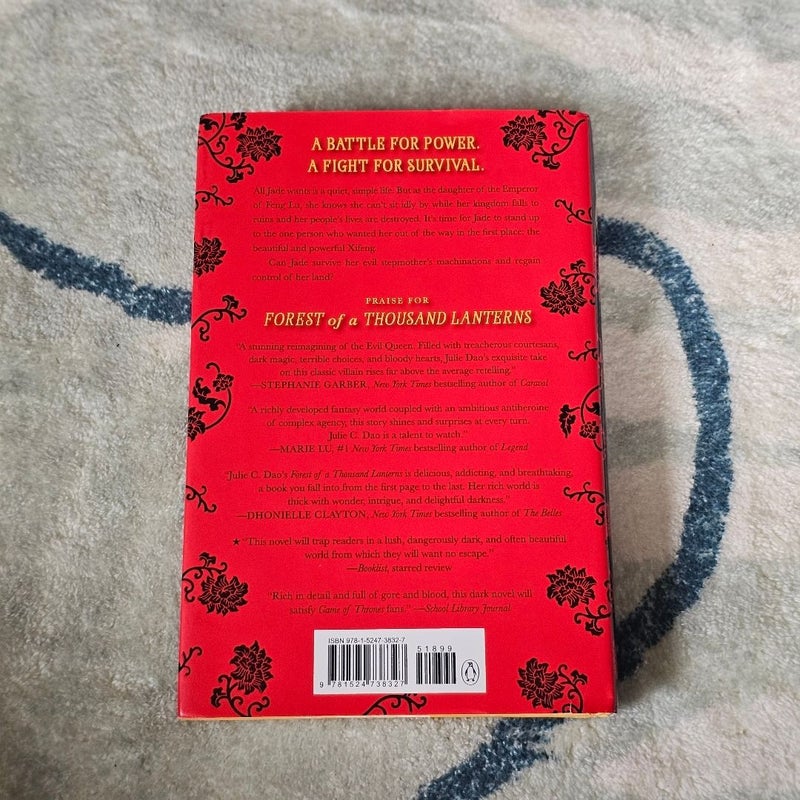 A BATTLE FOR POWER.
A FIGHT FOR SURVIVAL.
All Jade wants is a quiet, simple life. But as the daughter of the Emperor
of Feng Lu, she knows she can't sit idly by while her kingdom falls to
ruins and her people's lives are destroyed. It's time for Jade to stand up
to the one person who wanted her out of the way in the first place: the
beautiful and powerful Xifeng.
Can Jade survive her evil stepmother's machinations and regain
control of her land?
PRAISE FOR
FOREST of a THOUSAND LANTERNS
"A stunning reimagining of the Evil Queen. Filled with treacherous courtesans,
dark magic, terrible choices, and bloody hearts, Julie Dao's exquisite take
on this classic villain rises far above the average retelling."
—STEPHANIE GARBER, New York Times bestselling author of Caraval
"A richly developed fantasy world coupled with an ambitious antiheroine
of complex agency, this story shines and surprises at every turn.
Julie C. Dao is a talent to watch."
—MARIE LU, #1 New York Times bestselling author of Legend
"Julie C. Dao's Forest of a Thousand Lanterns is delicious, addicting, and breathtaking,
a book you fall into from the first page to the last. Her rich world is
thick with wonder, intrigue, and delightful darkness."
—DHONIELLE CLAYTON, New York Times bestselling author of The Belles
★ "This novel will trap readers in a lush, dangerously dark, and often beautiful
world from which they will want no escape."
—Booklist, starred review
"Rich in detail and full of gore and blood, this dark novel will
satisfy Game of Thrones fans." —School Library Journal
ISBN 978-1-5247-3832-7
51899
9 781524 738327